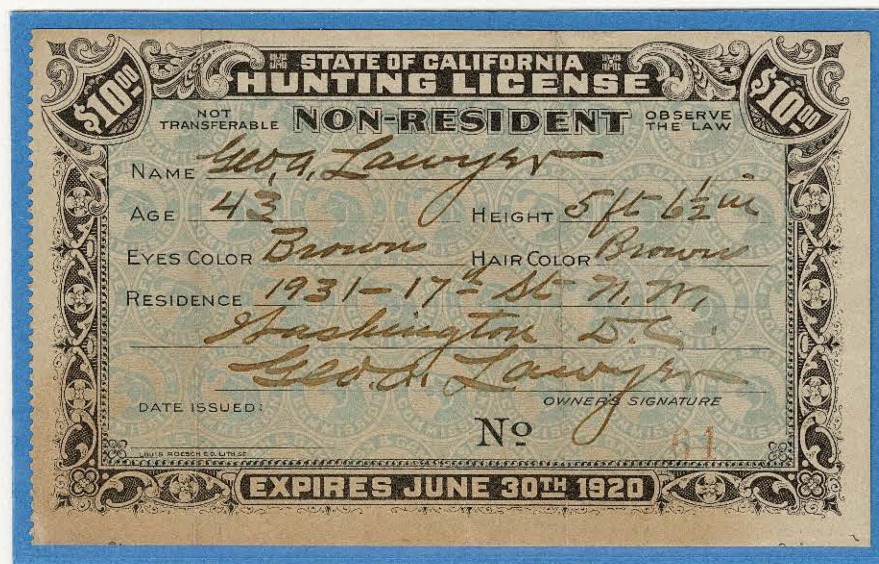 STATE OF CALIFORNIA
$10.00 HUNTING LICENSE $10.00
NOT TRANSFERABLE NON-RESIDENT OBSERVE THE LAW
NAME Geo. A. Lawyer
AGE 43 HEIGHT 5 ft 6 1/2 in
EYES COLOR Brown HAIR COLOR Brown
RESIDENCE 1931 - 17th St N.W.
Washington D.C.
Geo. A. Lawyer
DATE ISSUED: OWNER'S SIGNATURE
No 61
LOUIS ROESCH CO. LITH. SF.
EXPIRES JUNE 30TH 1920